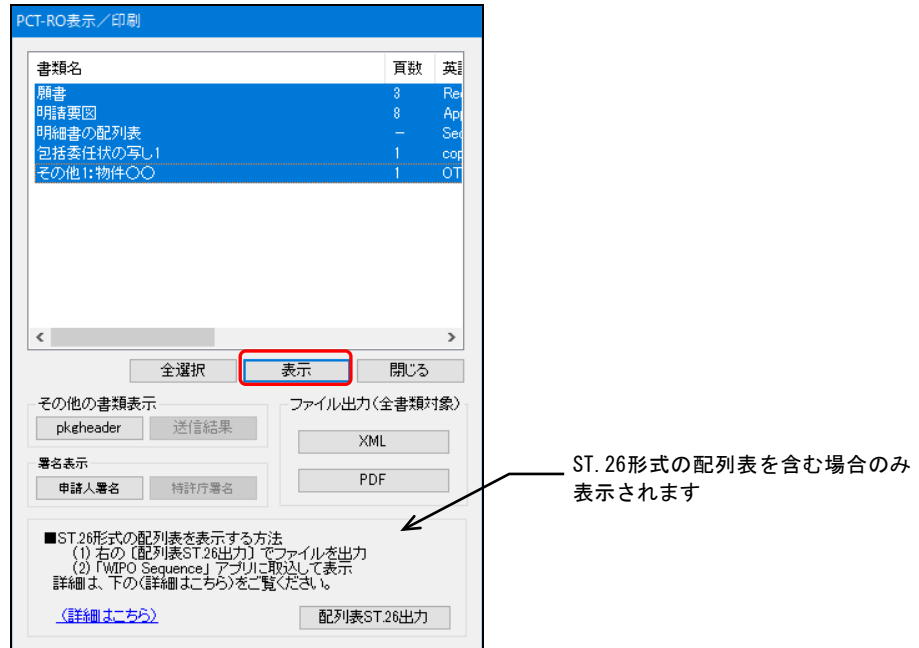 PCT-RO表示／印刷
書類名 頁数 英
願書 3 Re
明請要図 8 Ap
明細書の配列表 － Sec
包括委任状の写し1 1 cop
その他1:物件〇〇 1 OT
全選択 表示 閉じる
その他の書類表示 ファイル出力(全書類対象)
pkgheader 送信結果 XML
署名表示
申請人署名 特許庁署名 PDF
ST.26形式の配列表を含む場合のみ
表示されます
■ST.26形式の配列表を表示する方法
(1) 右の〔配列表ST.26出力〕でファイルを出力
(2)「WIPO Sequence」アプリに取込して表示
詳細は、下の〈詳細はこちら〉をご覧ください。
〈詳細はこちら〉 配列表ST.26出力